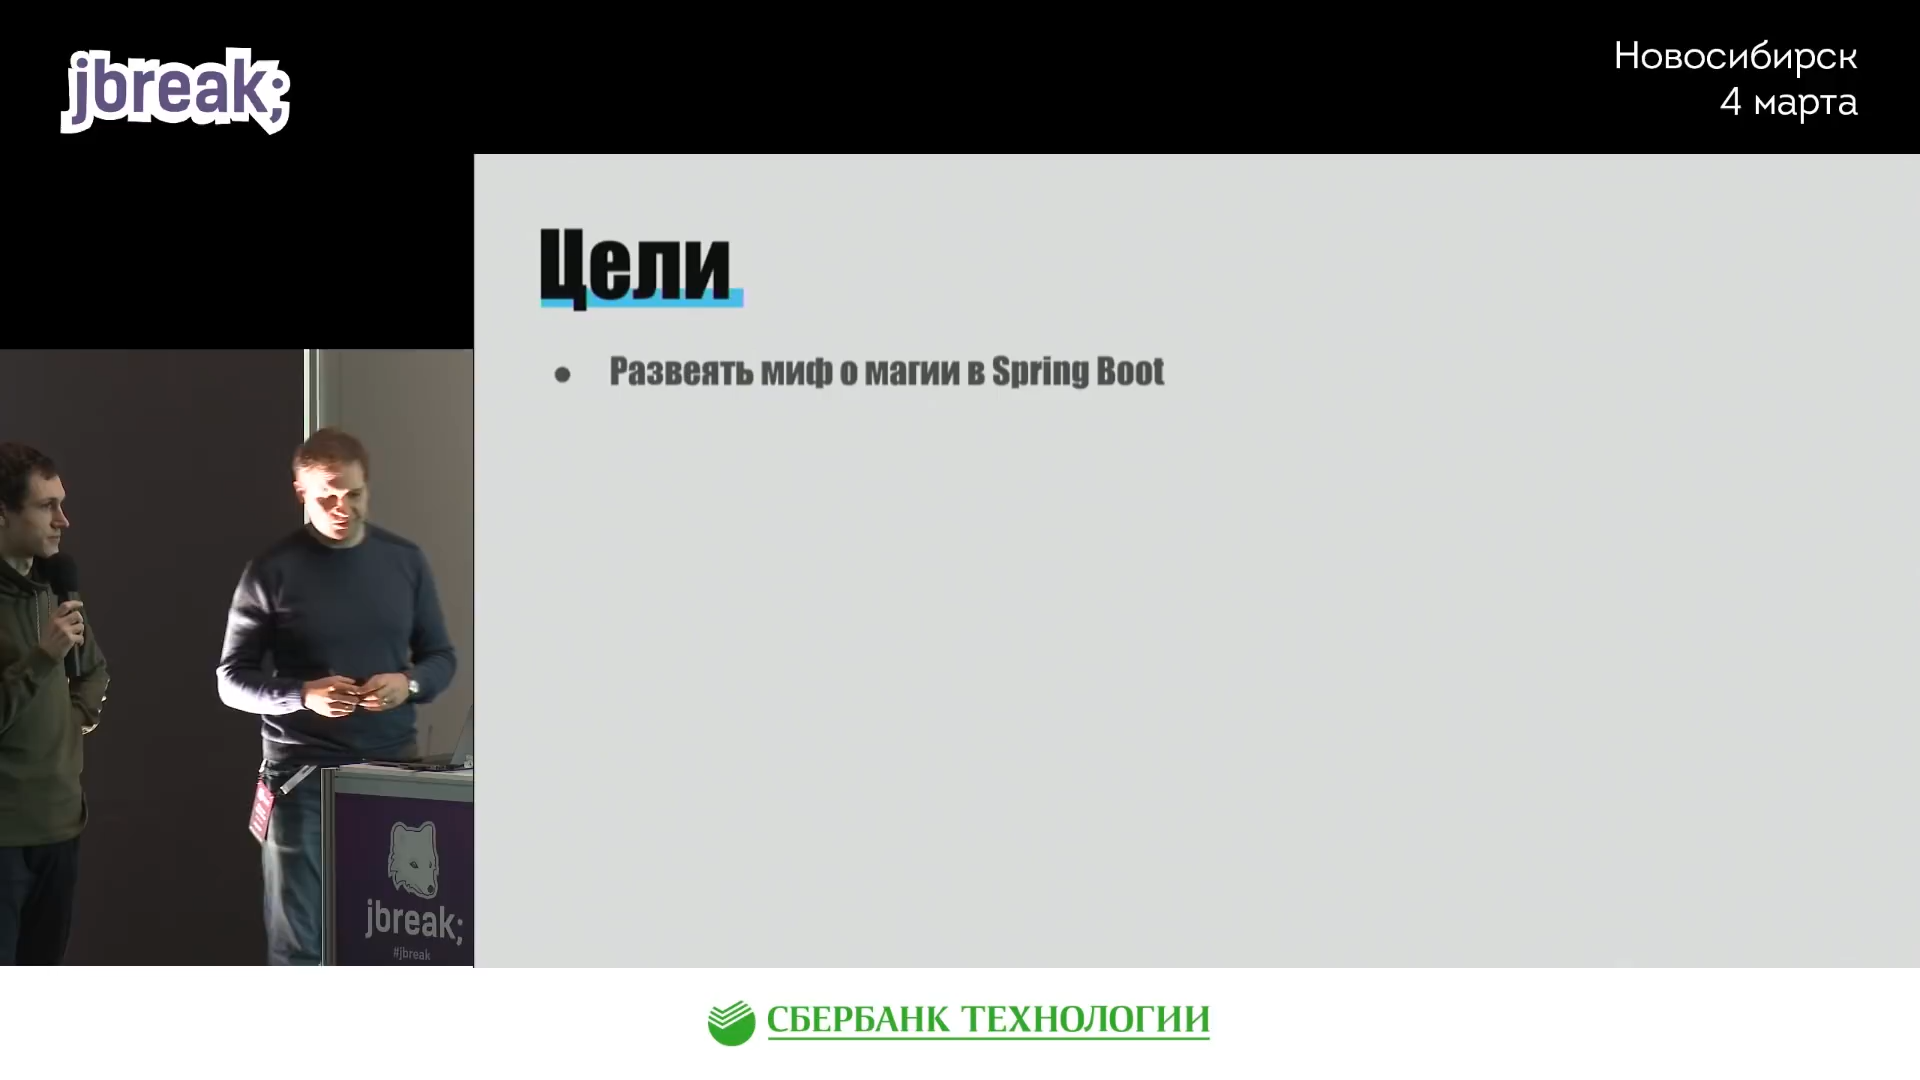 jbreak;
Новосибирск
4 марта
Цели
● Развеять миф о магии в Spring Boot
jbreak;
#jbreak
СБЕРБАНК ТЕХНОЛОГИИ